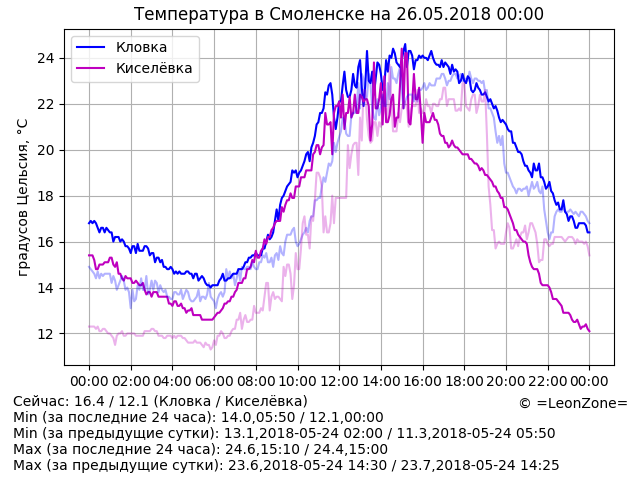 Температура в Смоленске на 26.05.2018 00:00
Кловка
Киселёвка
градусов Цельсия, °C
24
22
20
18
16
14
12
00:00 02:00 04:00 06:00 08:00 10:00 12:00 14:00 16:00 18:00 20:00 22:00 00:00
Сейчас: 16.4 / 12.1 (Кловка / Киселёвка)
© =LeonZone=
Min (за последние 24 часа): 14.0,05:50 / 12.1,00:00
Min (за предыдущие сутки): 13.1,2018-05-24 02:00 / 11.3,2018-05-24 05:50
Max (за последние 24 часа): 24.6,15:10 / 24.4,15:00
Max (за предыдущие сутки): 23.6,2018-05-24 14:30 / 23.7,2018-05-24 14:25